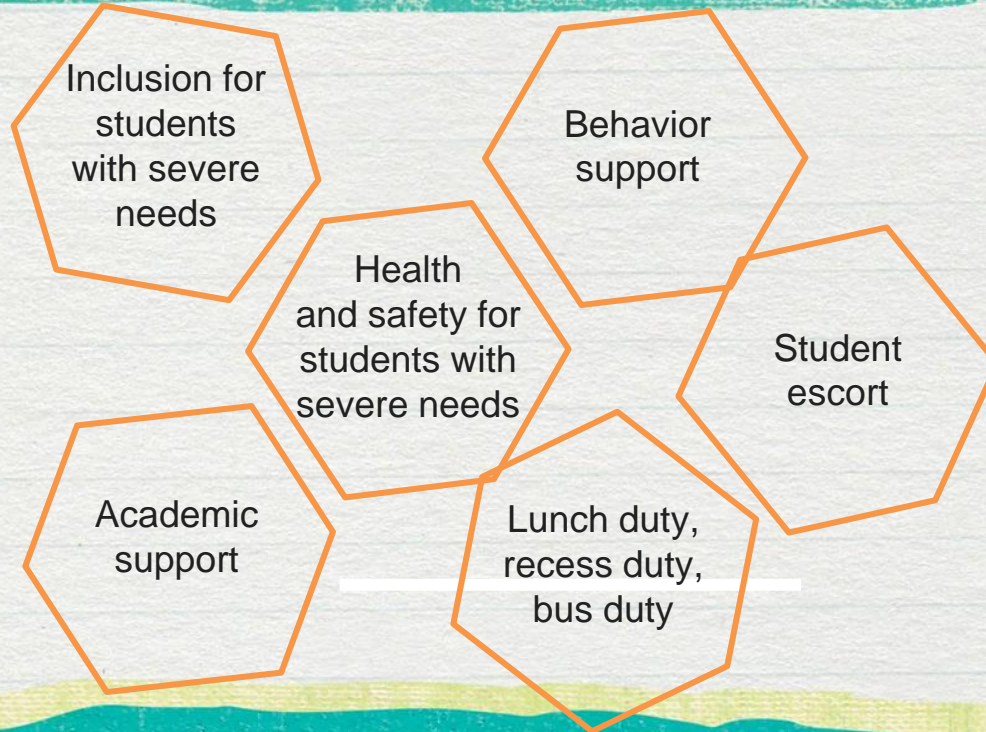 Inclusion for
students
with severe
needs
Behavior
support
Health
and safety for
students with
severe needs
Student
escort
Academic
support
Lunch duty,
recess duty,
bus duty